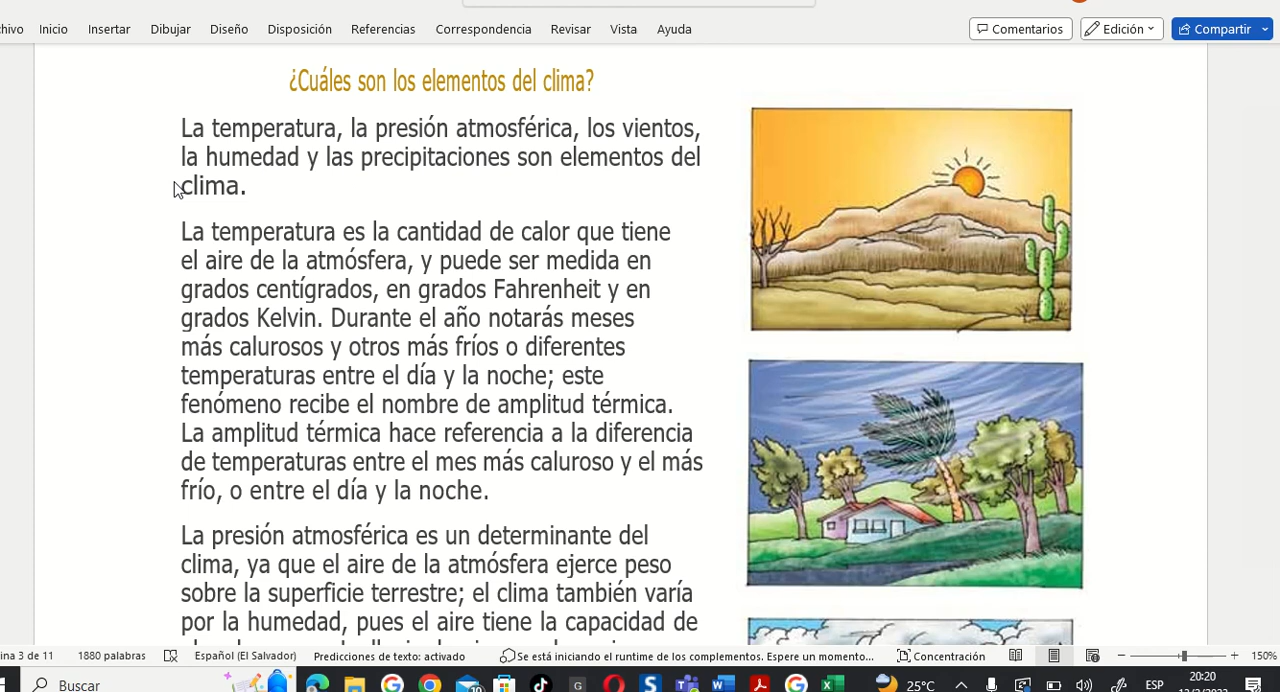 chivo Inicio Insertar Dibujar Diseño Disposición Referencias Correspondencia Revisar Vista Ayuda Comentarios Edición Compartir
¿Cuáles son los elementos del clima?
La temperatura, la presión atmosférica, los vientos,
la humedad y las precipitaciones son elementos del
clima.
La temperatura es la cantidad de calor que tiene
el aire de la atmósfera, y puede ser medida en
grados centígrados, en grados Fahrenheit y en
grados Kelvin. Durante el año notarás meses
más calurosos y otros más fríos o diferentes
temperaturas entre el día y la noche; este
fenómeno recibe el nombre de amplitud térmica.
La amplitud térmica hace referencia a la diferencia
de temperaturas entre el mes más caluroso y el más
frío, o entre el día y la noche.
La presión atmosférica es un determinante del
clima, ya que el aire de la atmósfera ejerce peso
sobre la superficie terrestre; el clima también varía
por la humedad, pues el aire tiene la capacidad de
ina 3 de 11 1880 palabras Español (El Salvador) Predicciones de texto: activado Se está iniciando el runtime de los complementos. Espere un momento... Concentración 150%
Buscar 25°C ESP 20:20